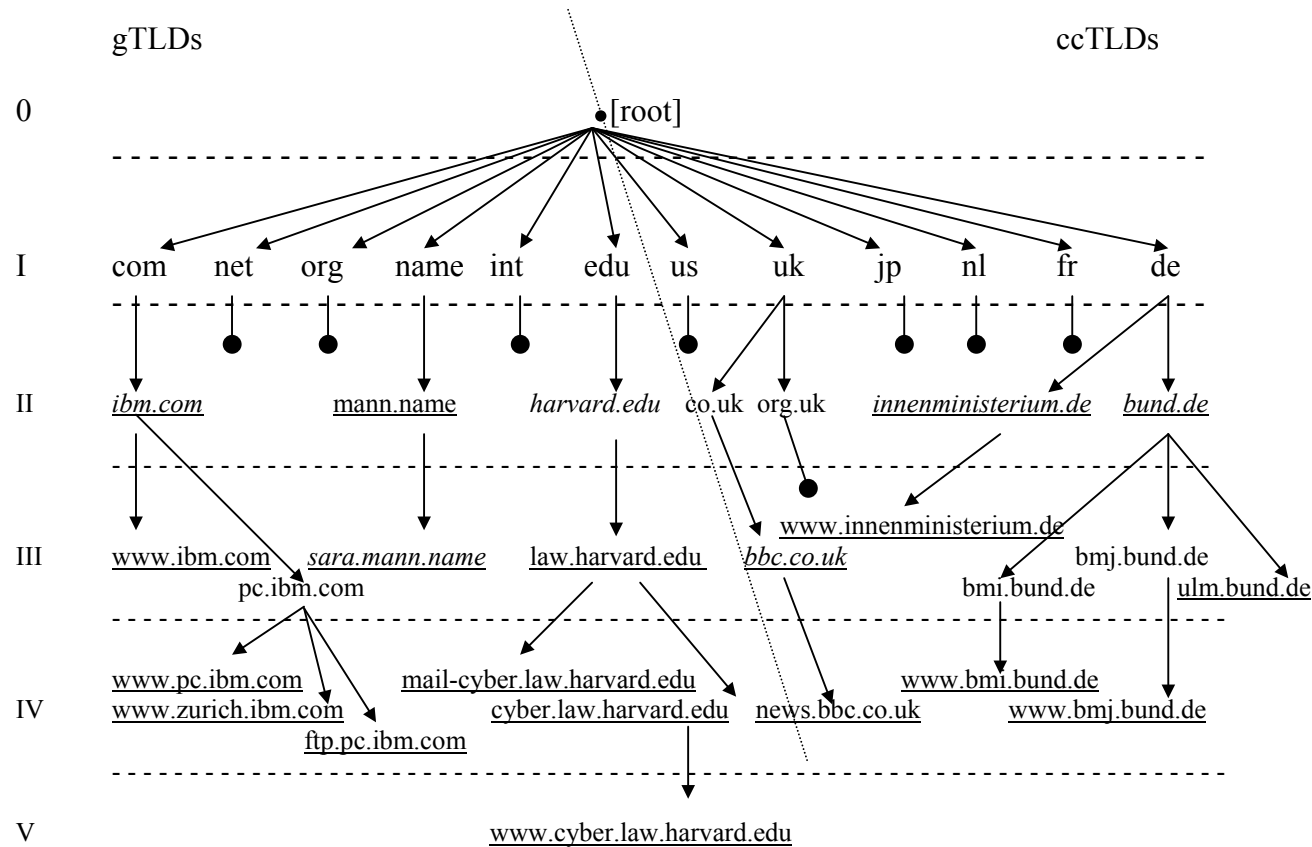 gTLDs ccTLDs
0 [root]
I com net org name int edu us uk jp nl fr de
II ibm.com mann.name harvard.edu co.uk org.uk innenministerium.de bund.de
www.innenministerium.de
III www.ibm.com sara.mann.name law.harvard.edu bbc.co.uk bmj.bund.de
pc.ibm.com bmi.bund.de ulm.bund.de
www.pc.ibm.com mail-cyber.law.harvard.edu www.bmi.bund.de
IV www.zurich.ibm.com cyber.law.harvard.edu news.bbc.co.uk www.bmj.bund.de
ftp.pc.ibm.com
V www.cyber.law.harvard.edu